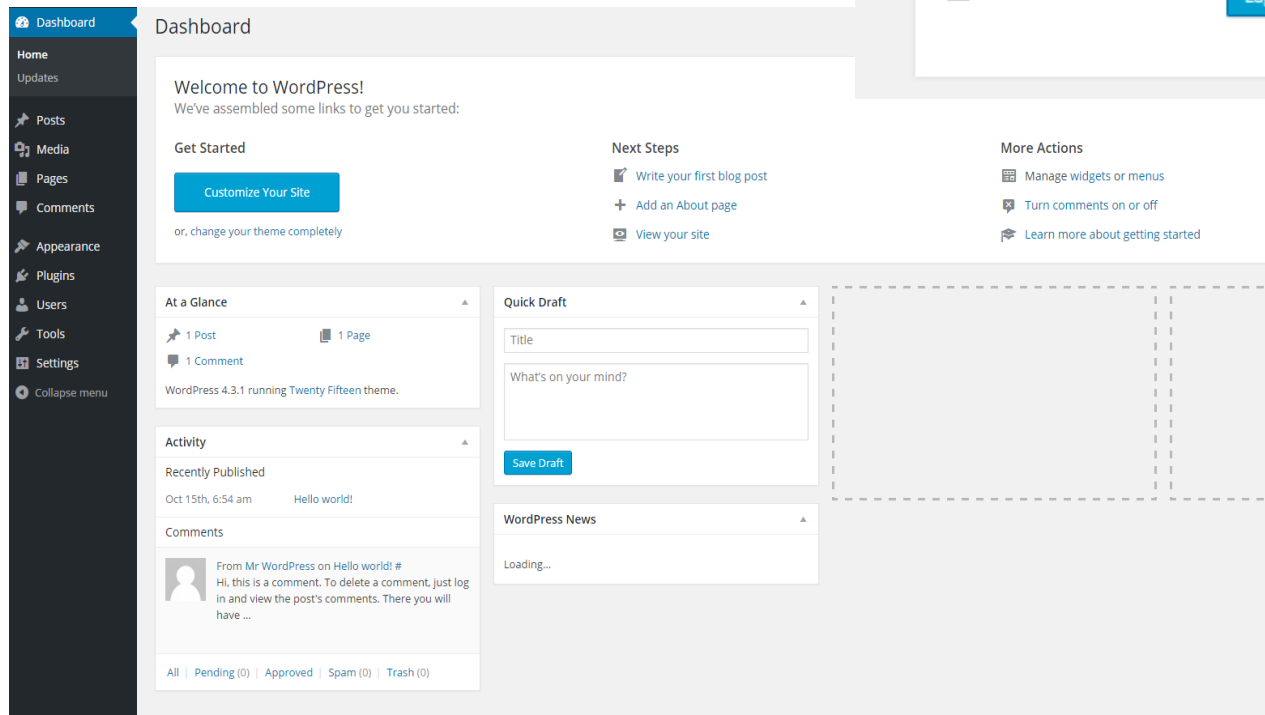 Dashboard
Home
Updates
Posts
Media
Pages
Comments
Appearance
Plugins
Users
Tools
Settings
Collapse menu
Dashboard
Welcome to WordPress!
We've assembled some links to get you started:
Get Started
Customize Your Site
or, change your theme completely
Next Steps
Write your first blog post
Add an About page
View your site
More Actions
Manage widgets or menus
Turn comments on or off
Learn more about getting started
At a Glance
1 Post
1 Page
1 Comment
WordPress 4.3.1 running Twenty Fifteen theme.
Activity
Recently Published
Oct 15th, 6:54 am Hello world!
Comments
From Mr WordPress on Hello world! #
Hi, this is a comment. To delete a comment, just log
in and view the post's comments. There you will
have ...
All | Pending (0) | Approved | Spam (0) | Trash (0)
Quick Draft
Title
What's on your mind?
Save Draft
WordPress News
Loading...